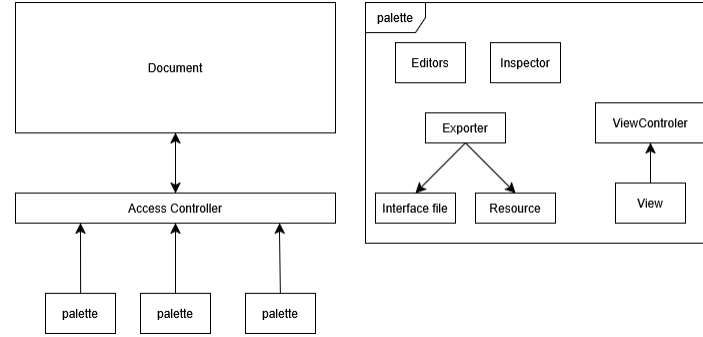 Document
Access Controller
palette
palette
palette
palette
Editors
Inspector
Exporter
ViewControler
Interface file
Resource
View